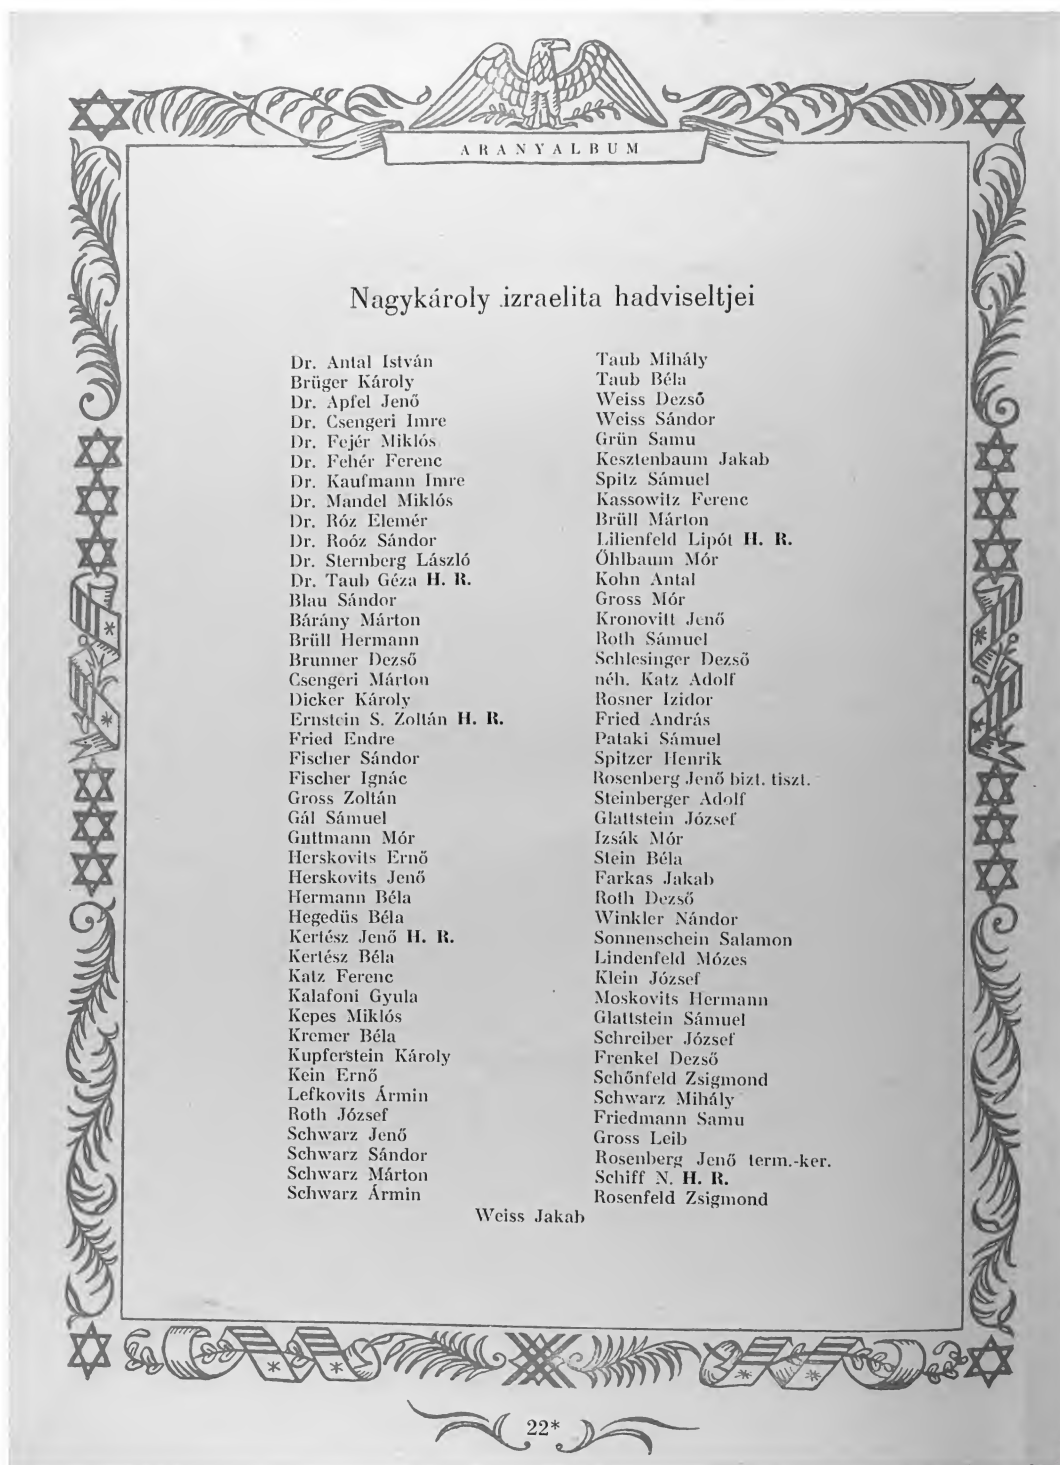 ARANYALBUM
Nagykároly izraelita hadviseltjei
Dr. Antal István
Brüger Károly
Dr. Apfel Jenő
Dr. Csengeri Imre
Dr. Fejér Miklós
Dr. Fehér Ferenc
Dr. Kaufmann Imre
Dr. Mandel Miklós
Dr. Róz Elemér
Dr. Roóz Sándor
Dr. Sternberg László
Dr. Taub Géza H. R.
Blau Sándor
Bárány Márton
Brüll Hermann
Brunner Dezső
Csengeri Márton
Dicker Károly
Ernstein S. Zoltán H. R.
Fried Endre
Fischer Sándor
Fischer Ignác
Gross Zoltán
Gál Sámuel
Guttmann Mór
Herskovits Ernő
Herskovits Jenő
Hermann Béla
Hegedüs Béla
Kertész Jenő H. R.
Kertész Béla
Katz Ferenc
Kalafoni Gyula
Kepes Miklós
Kremer Béla
Kupferstein Károly
Kein Ernő
Lefkovits Ármin
Roth József
Schwarz Jenő
Schwarz Sándor
Schwarz Márton
Schwarz Ármin
Taub Mihály
Taub Béla
Weiss Dezső
Weiss Sándor
Grün Samu
Kesztenbaum Jakab
Spitz Sámuel
Kassowitz Ferenc
Brüll Márton
Lilienfeld Lipót H. R.
Őhlbaum Mór
Kohn Antal
Gross Mór
Kronovitt Jenő
Roth Sámuel
Schlesinger Dezső
néh. Katz Adolf
Rosner Izidor
Fried András
Pataki Sámuel
Spitzer Henrik
Rosenberg Jenő bizt. tiszt.
Steinberger Adolf
Glattstein József
Izsák Mór
Stein Béla
Farkas Jakab
Roth Dezső
Winkler Nándor
Sonnenschein Salamon
Lindenfeld Mózes
Klein József
Moskovits Hermann
Glattstein Sámuel
Schreiber József
Frenkel Dezső
Schőnfeld Zsigmond
Schwarz Mihály
Friedmann Samu
Gross Leib
Rosenberg Jenő term.-ker.
Schiff N. H. R.
Rosenfeld Zsigmond
Weiss Jakab
22*